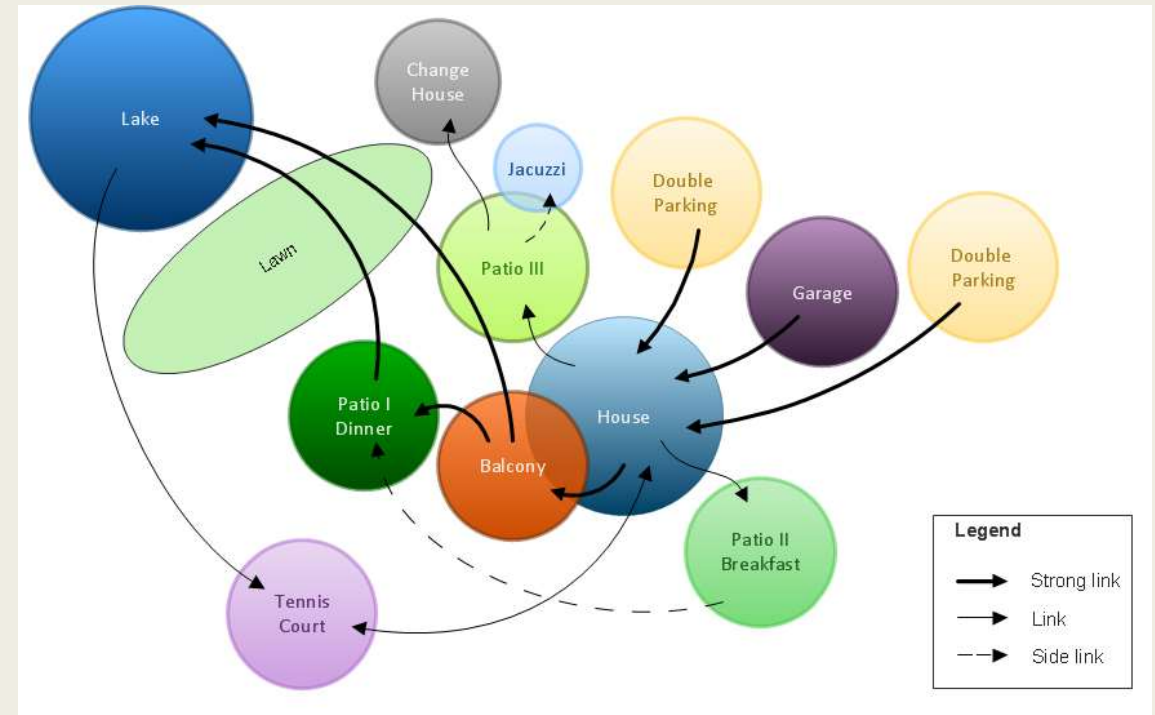 Change
House
Lake
Jacuzzi
Double
Parking
Lawn
Patio III
Double
Parking
Garage
Patio I
Dinner
House
Balcony
Patio II
Breakfast
Tennis
Court
Legend
Strong link
Link
Side link